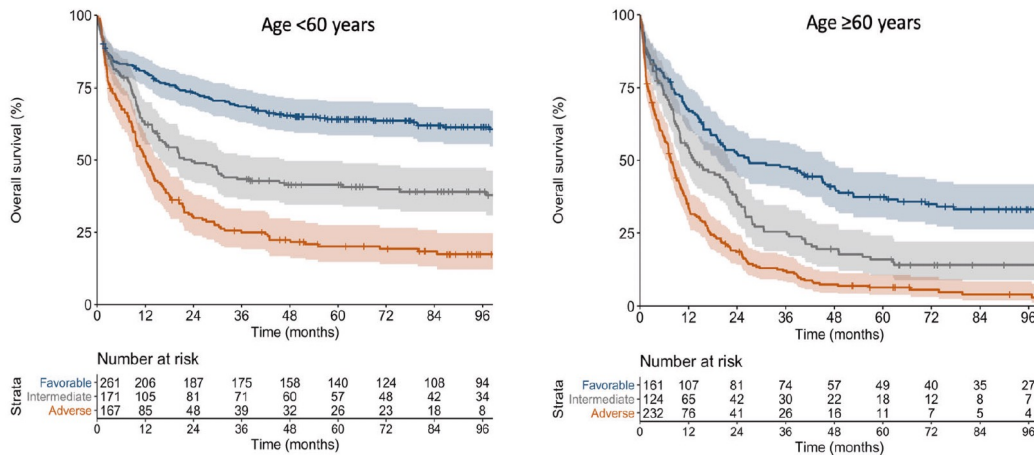 Age <60 years
100
75
50
25
0
Overall survival (%)
0 12 24 36 48 60 72 84 96
Time (months)
Number at risk
Strata
Favorable 261 206 187 175 158 140 124 108 94
Intermediate 171 105 81 71 60 57 48 42 34
Adverse 167 85 48 39 32 26 23 18 8
0 12 24 36 48 60 72 84 96
Time (months)
Age ≥60 years
100
75
50
25
0
Overall survival (%)
0 12 24 36 48 60 72 84 96
Time (months)
Number at risk
Strata
Favorable 161 107 81 74 57 49 40 35 27
Intermediate 124 65 42 30 22 18 12 8 7
Adverse 232 76 41 26 16 11 7 5 4
0 12 24 36 48 60 72 84 96
Time (months)